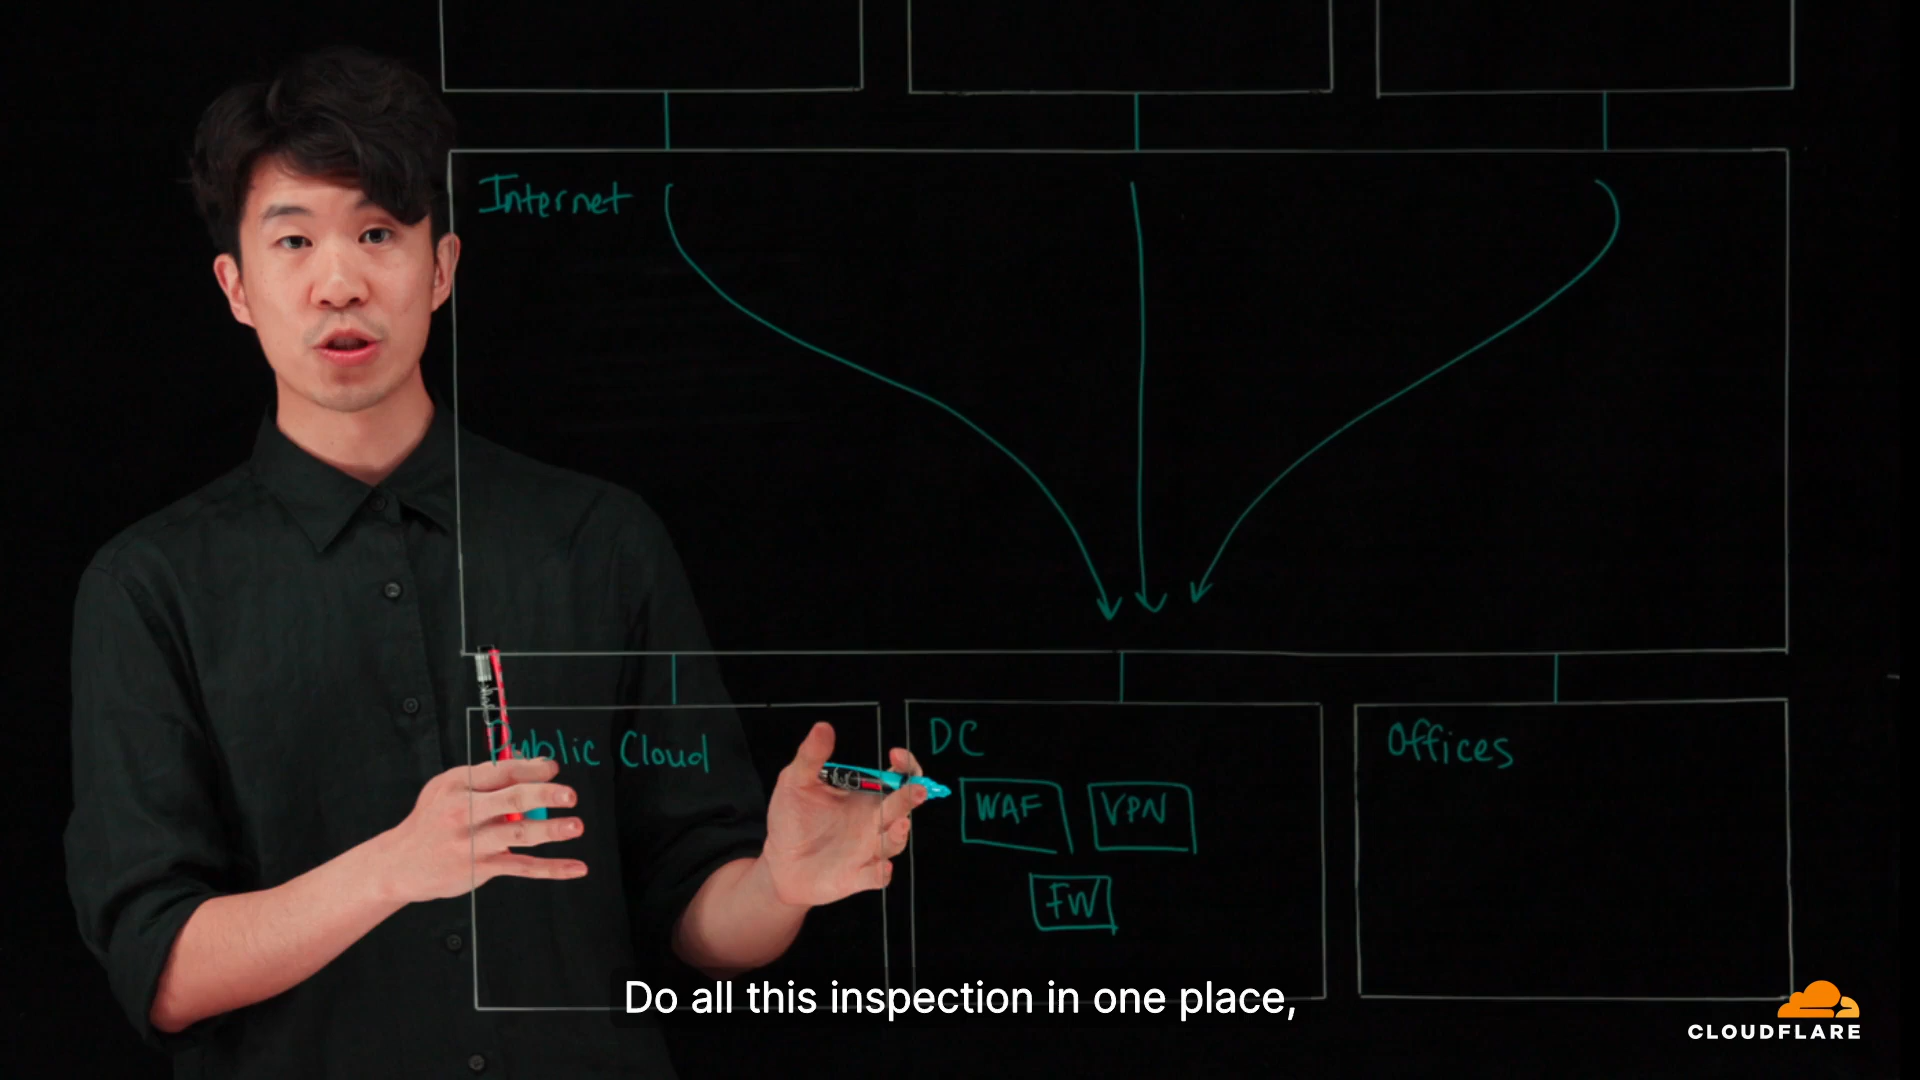 Internet
Public Cloud
DC
Offices
WAF
VPN
FW
Do all this inspection in one place,
CLOUDFLARE